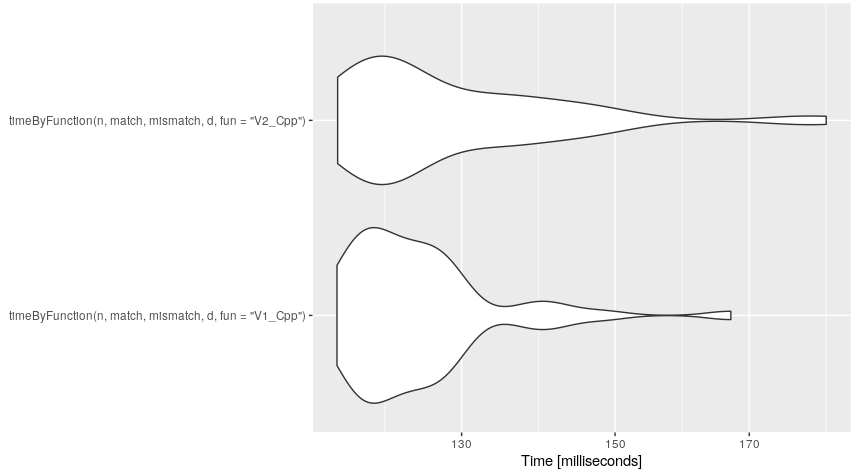 timeByFunction(n, match, mismatch, d, fun = "V2_Cpp")
timeByFunction(n, match, mismatch, d, fun = "V1_Cpp")
130 150 170
Time [milliseconds]